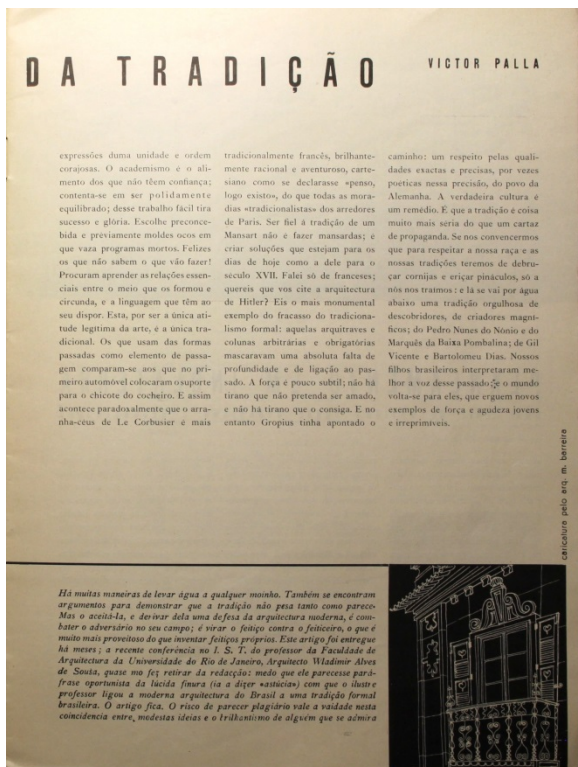 DA TRADIÇÃO
VICTOR PALLA
expressões duma unidade e ordem
corajosas. O academismo é o ali-
mento dos que não têem confiança;
contenta-se em ser polidamente
equilibrado; desse trabalho fácil tira
sucesso e glória. Escolhe preconce-
bida e prèviamente moldes ocos em
que vaza programas mortos. Felizes
os que não sabem o que vão fazer!
Procuram aprender as relações essen-
ciais entre o meio que os formou e
circunda, e a linguagem que têm ao
seu dispor. Esta, por ser a única ati-
tude legítima da arte, é a única tra-
dicional. Os que usam das formas
passadas como elemento de passa-
gem comparam-se aos que no pri-
meiro automóvel colocaram o suporte
para o chicote do cocheiro. E assim
acontece paradoxalmente que o arra-
nha-céus de Le Corbusier é mais
tradicionalmente francês, brilhante-
mente racional e aventuroso, carte-
siano como se declarasse «penso,
logo existo», do que todas as mora-
dias «tradicionalistas» dos arredores
de Paris. Ser fiel à tradição de um
Mansart não é fazer mansardas; é
criar soluções que estejam para os
dias de hoje como a dele para o
século XVII. Falei só de franceses;
quereis que vos cite a arquitectura
de Hitler? Eis o mais monumental
exemplo do fracasso do tradiciona-
lismo formal: aquelas arquitraves e
colunas arbitrárias e obrigatórias
mascaravam uma absoluta falta de
profundidade e de ligação ao pas-
sado. A força é pouco subtil; não há
tirano que não pretenda ser amado,
e não há tirano que o consiga. E no
entanto Gropius tinha apontado o
caminho: um respeito pelas quali-
dades exactas e precisas, por vezes
poéticas nessa precisão, do povo da
Alemanha. A verdadeira cultura é
um remédio. É que a tradição é coisa
muito mais seria do que um cartaz
de propaganda. Se nos convencermos
que para respeitar a nossa raça e as
nossas tradições teremos de debru-
çar cornijas e eriçar pináculos, só a
nós nos traímos: e lá se vai por água
abaixo uma tradição orgulhosa de
descobridores, de criadores magní-
ficos; do Pedro Nunes do Nónio e do
Marquês da Baixa Pombalina; de Gil
Vicente e Bartolomeu Dias. Nossos
filhos brasileiros interpretaram me-
lhor a voz desse passado; e o mundo
volta-se para eles, que erguem novos
exemplos de força e agudeza jovens
e irreprimíveis.
caricatura pelo arq. m. barreira
Há muitas maneiras de levar água a qualquer moinho. Também se encontram
argumentos para demonstrar que a tradição não pesa tanto como parece.
Mas o aceitá-la, e derivar dela uma defesa da arquitectura moderna, é com-
bater o adversário no seu campo; é virar o feitiço contra o feiticeiro, o que é
muito mais proveitoso do que inventar feitiços próprios. Este artigo foi entregue
há meses; a recente conferência no I. S. T. do professor da Faculdade de
Arquitectura da Universidade do Rio de Janeiro, Arquitecto Wladimir Alves
de Sousa, quase mo fez retirar da redacção: medo que ele parecesse pará-
frase oportunista da lúcida finura (ia a dizer «astúcia») com que o ilustre
professor ligou a moderna arquitectura do Brasil a uma tradição formal
brasileira. O artigo fica. O risco de parecer plagiário vale a vaidade nesta
coincidência entre modestas ideias e o brilhantismo de alguém que se admira